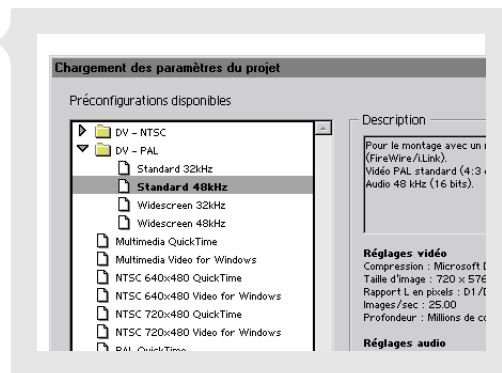 Chargement des paramètres du projet
Préconfigurations disponibles
DV - NTSC
DV - PAL
Standard 32kHz
Standard 48kHz
Widescreen 32kHz
Widescreen 48kHz
Multimedia QuickTime
Multimedia Video for Windows
NTSC 640x480 QuickTime
NTSC 640x480 Video for Windows
NTSC 720x480 QuickTime
NTSC 720x480 Video for Windows
PAL QuickTime
Description
Pour le montage avec un
(FireWire/i.Link).
Vidéo PAL standard (4:3
Audio 48 kHz (16 bits).
Réglages vidéo
Compression : Microsoft
Taille d'image : 720 x 576
Rapport L en pixels : D1/
Images/sec : 25.00
Profondeur : Millions de
Réglages audio